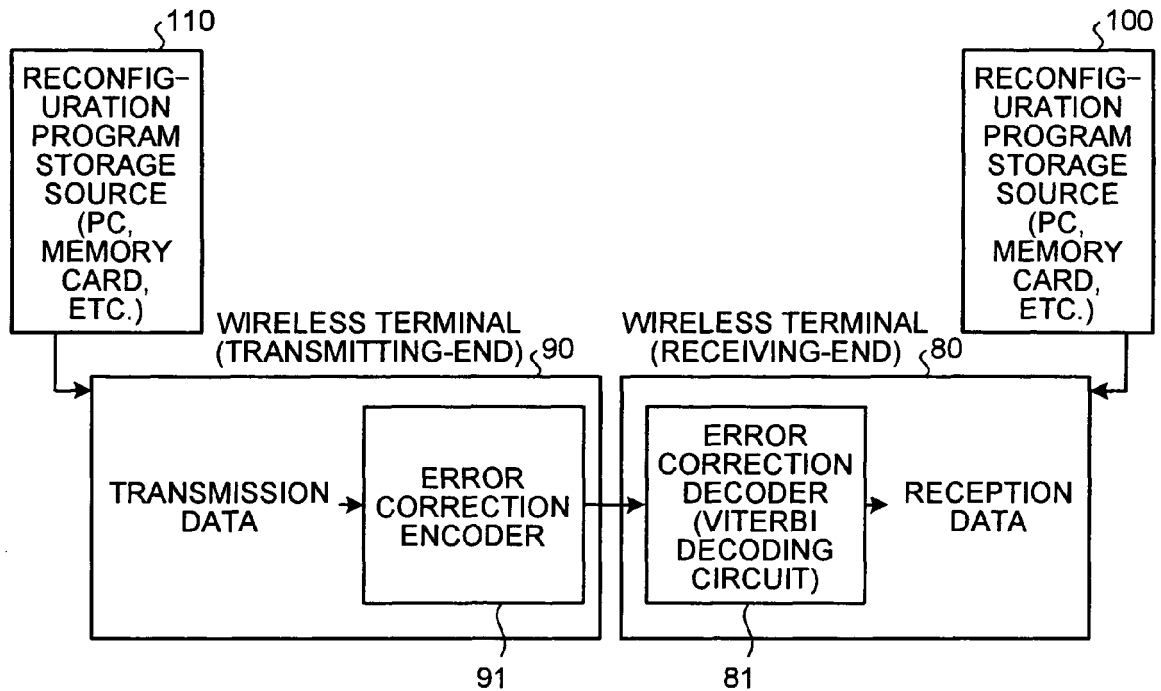 110
RECONFIG-
URATION
PROGRAM
STORAGE
SOURCE
(PC,
MEMORY
CARD,
ETC.)
100
RECONFIG-
URATION
PROGRAM
STORAGE
SOURCE
(PC,
MEMORY
CARD,
ETC.)
WIRELESS TERMINAL
(TRANSMITTING-END)
90
WIRELESS TERMINAL
(RECEIVING-END)
80
TRANSMISSION
DATA
ERROR
CORRECTION
ENCODER
ERROR
CORRECTION
DECODER
(VITERBI
DECODING
CIRCUIT)
RECEPTION
DATA
91
81